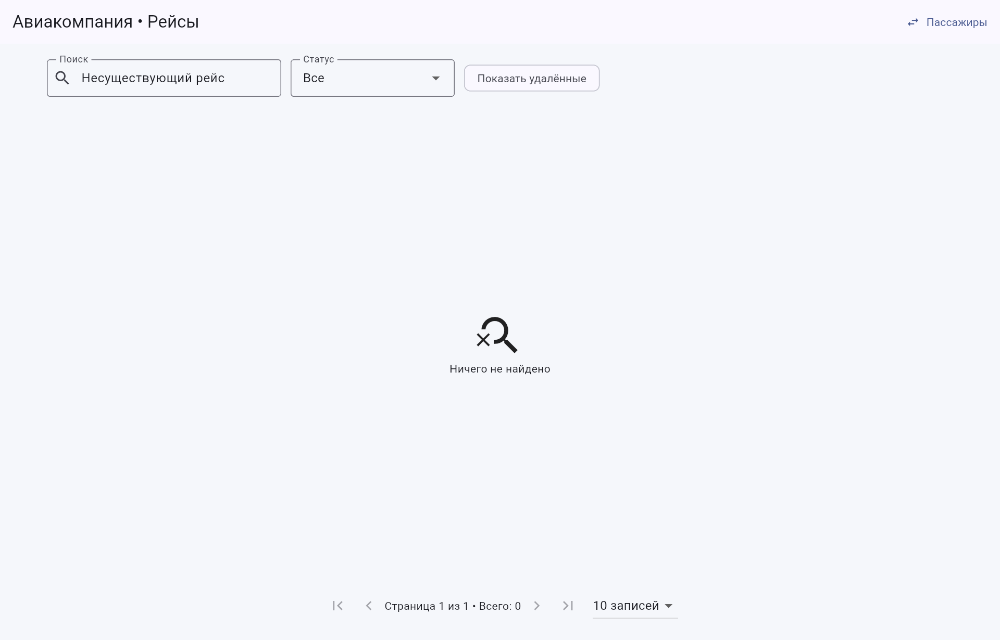 Авиакомпания • Рейсы
Пассажиры
Поиск
Несуществующий рейс
Статус
Все
Показать удалённые
Ничего не найдено
Страница 1 из 1 • Всего: 0
10 записей